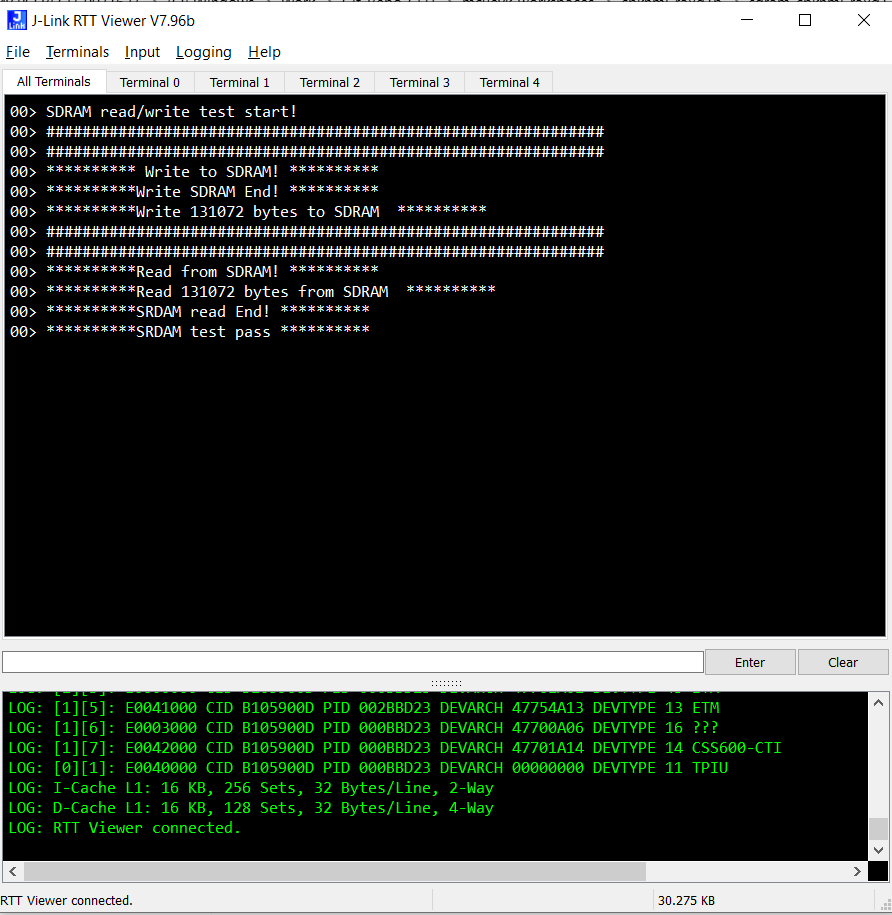 J-Link RTT Viewer V7.96b
File Terminals Input Logging Help
All Terminals Terminal 0 Terminal 1 Terminal 2 Terminal 3 Terminal 4
00> SDRAM read/write test start!
00> ##############################################################
00> ##############################################################
00> ********** Write to SDRAM! **********
00> **********Write SDRAM End! **********
00> **********Write 131072 bytes to SDRAM  **********
00> ##############################################################
00> ##############################################################
00> **********Read from SDRAM! **********
00> **********Read 131072 bytes from SDRAM  **********
00> **********SRDAM read End! **********
00> **********SRDAM test pass **********
Enter Clear
LOG: [1][5]: E0041000 CID B105900D PID 002BBD23 DEVARCH 47754A13 DEVTYPE 13 ETM
LOG: [1][6]: E0003000 CID B105900D PID 000BBD23 DEVARCH 47700A06 DEVTYPE 16 ???
LOG: [1][7]: E0042000 CID B105900D PID 000BBD23 DEVARCH 47701A14 DEVTYPE 14 CSS600-CTI
LOG: [0][1]: E0040000 CID B105900D PID 000BBD23 DEVARCH 00000000 DEVTYPE 11 TPIU
LOG: I-Cache L1: 16 KB, 256 Sets, 32 Bytes/Line, 2-Way
LOG: D-Cache L1: 16 KB, 128 Sets, 32 Bytes/Line, 4-Way
LOG: RTT Viewer connected.
RTT Viewer connected. 30.275 KB